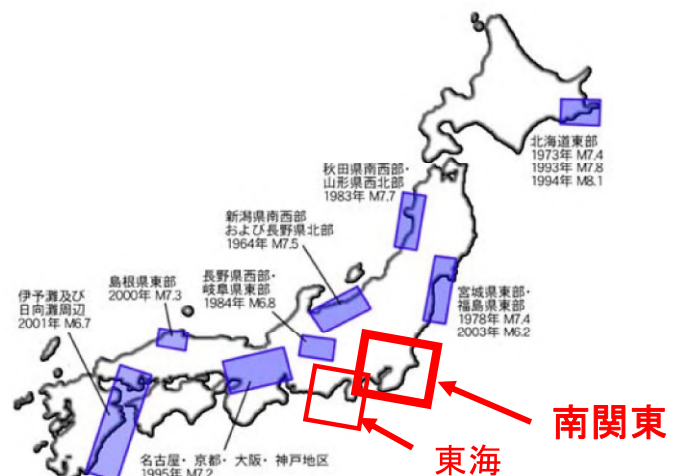 北海道東部
1973年 M7.4
1993年 M7.8
1994年 M8.1
秋田県南西部・
山形県西北部
1983年 M7.7
新潟県南西部
および長野県北部
1964年 M7.5
長野県西部・
岐阜県東部
1984年 M6.8
島根県東部
2000年 M7.3
伊予灘及び
日向灘周辺
2001年 M6.7
宮城県東部・
福島県東部
1978年 M7.4
2003年 M6.2
南関東
東海
名古屋・京都・大阪・神戸地区
1995年 M7.2